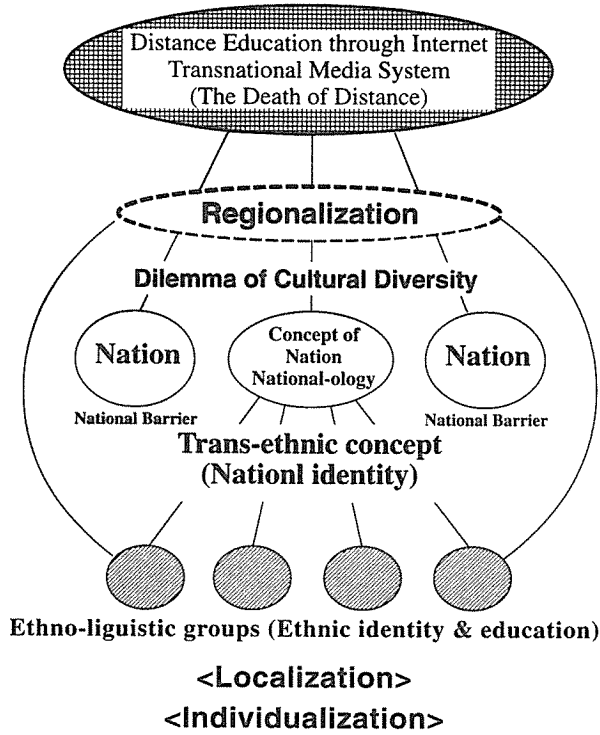 Distance Education through Internet
Transnational Media System
(The Death of Distance)
Regionalization
Dilemma of Cultural Diversity
Nation
Concept of
Nation
National-ology
Nation
National Barrier
National Barrier
Trans-ethnic concept
(Nationl identity)
Ethno-liguistic groups (Ethnic identity & education)
<Localization>
<Individualization>